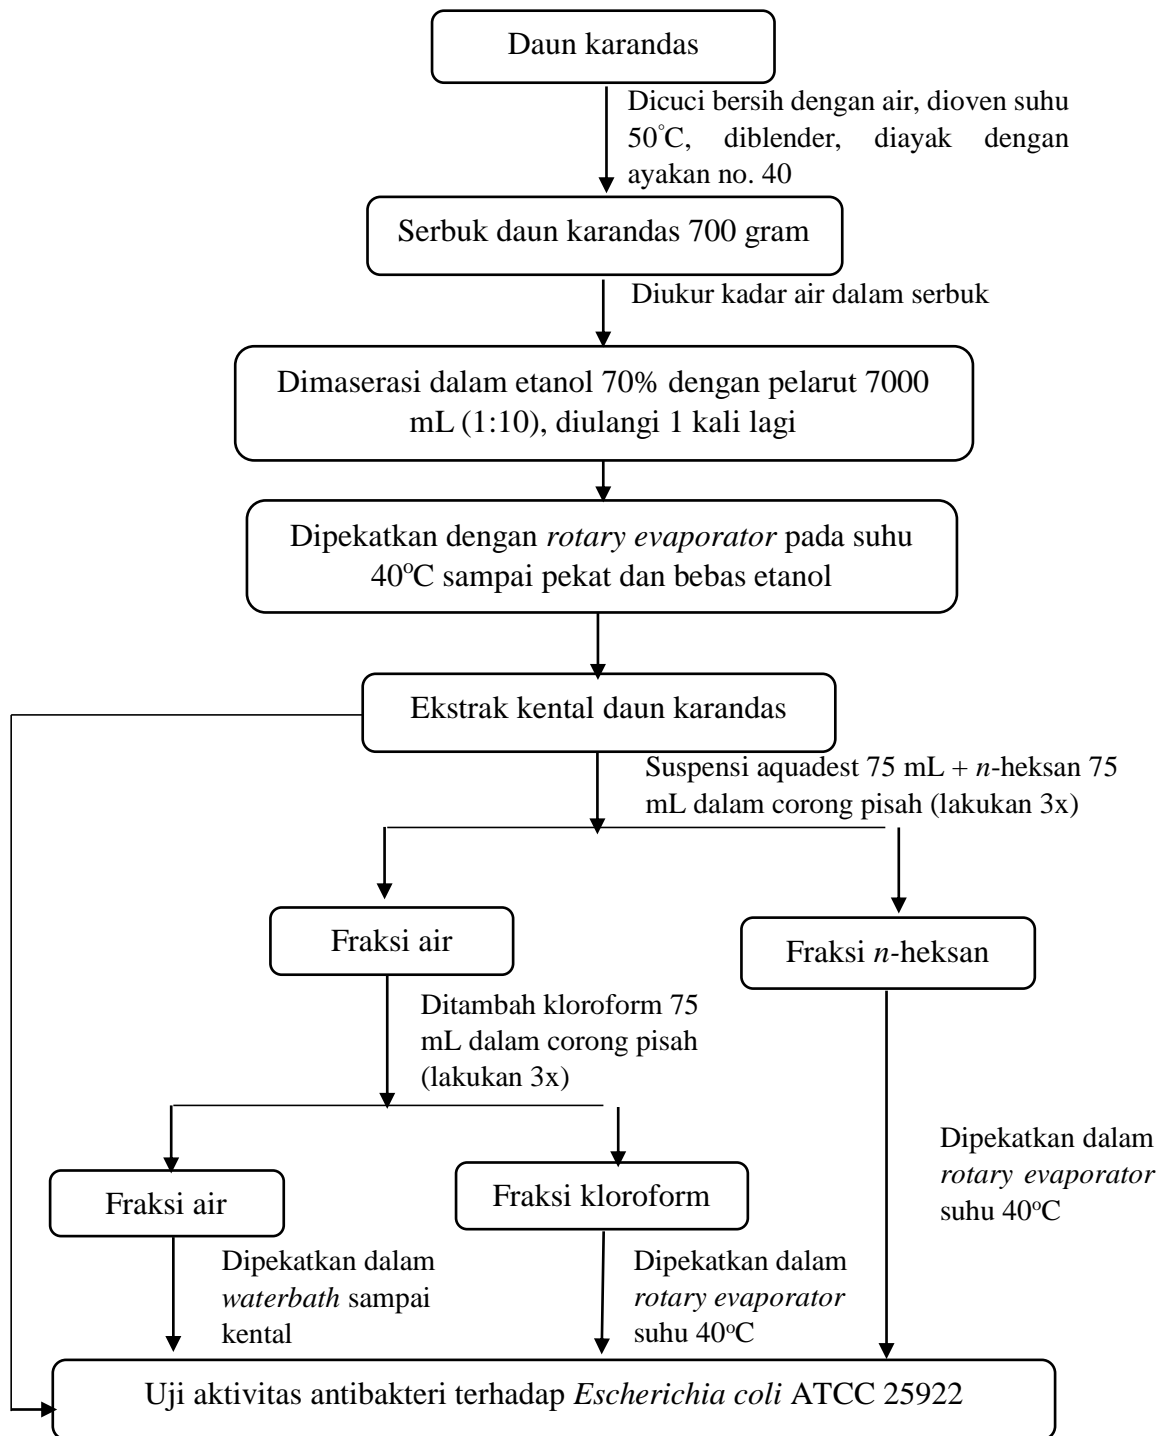 Daun karandas
Dicuci bersih dengan air, dioven suhu
50°C, diblender, diayak dengan
ayakan no. 40
Serbuk daun karandas 700 gram
Diukur kadar air dalam serbuk
Dimaserasi dalam etanol 70% dengan pelarut 7000
mL (1:10), diulangi 1 kali lagi
Dipekatkan dengan rotary evaporator pada suhu
40°C sampai pekat dan bebas etanol
Ekstrak kental daun karandas
Suspensi aquadest 75 mL + n-heksan 75
mL dalam corong pisah (lakukan 3x)
Fraksi air
Fraksi n-heksan
Ditambah kloroform 75
mL dalam corong pisah
(lakukan 3x)
Dipekatkan dalam
rotary evaporator
suhu 40°C
Fraksi air
Fraksi kloroform
Dipekatkan dalam
waterbath sampai
kental
Dipekatkan dalam
rotary evaporator
suhu 40°C
Uji aktivitas antibakteri terhadap Escherichia coli ATCC 25922